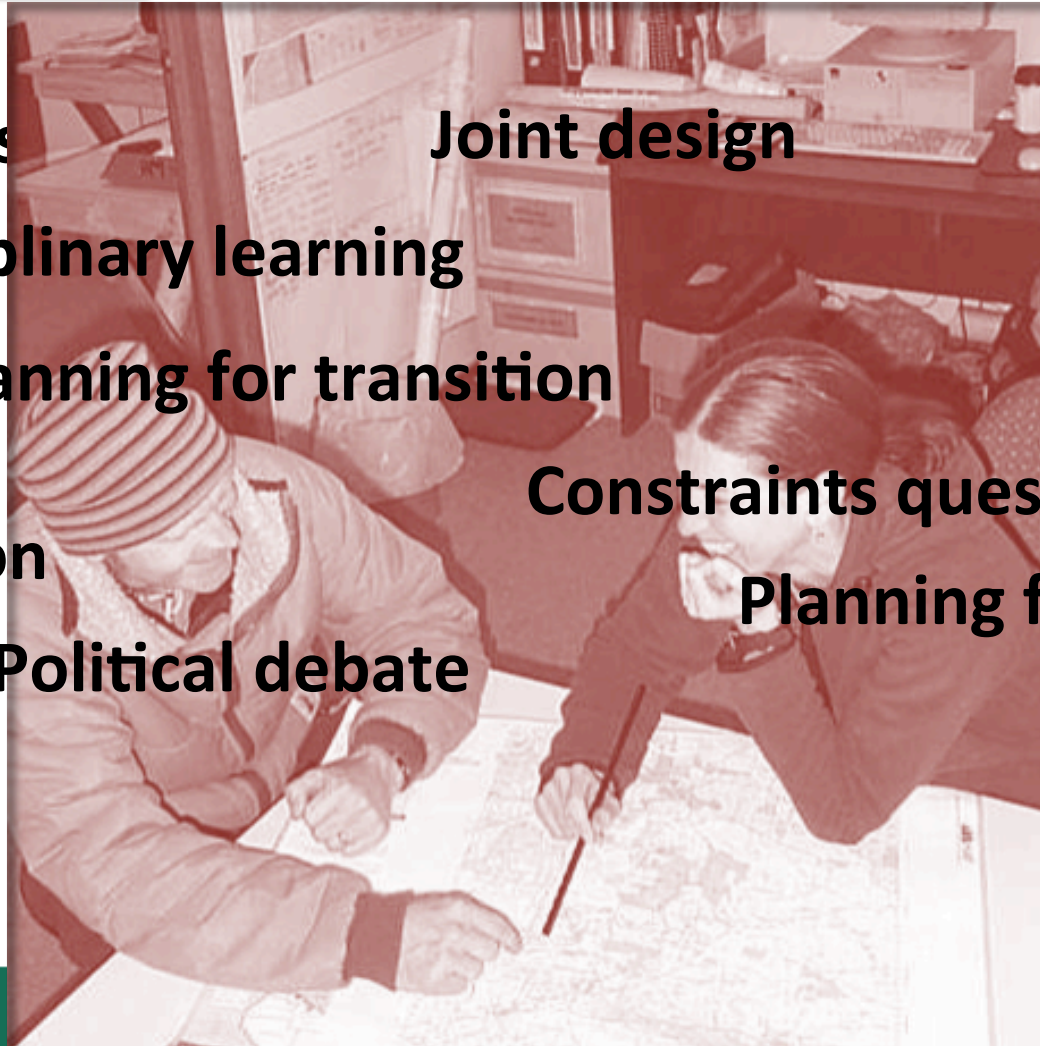 s
Joint design
plinary learning
anning for transition
Constraints ques
on
Planning f
Political debate